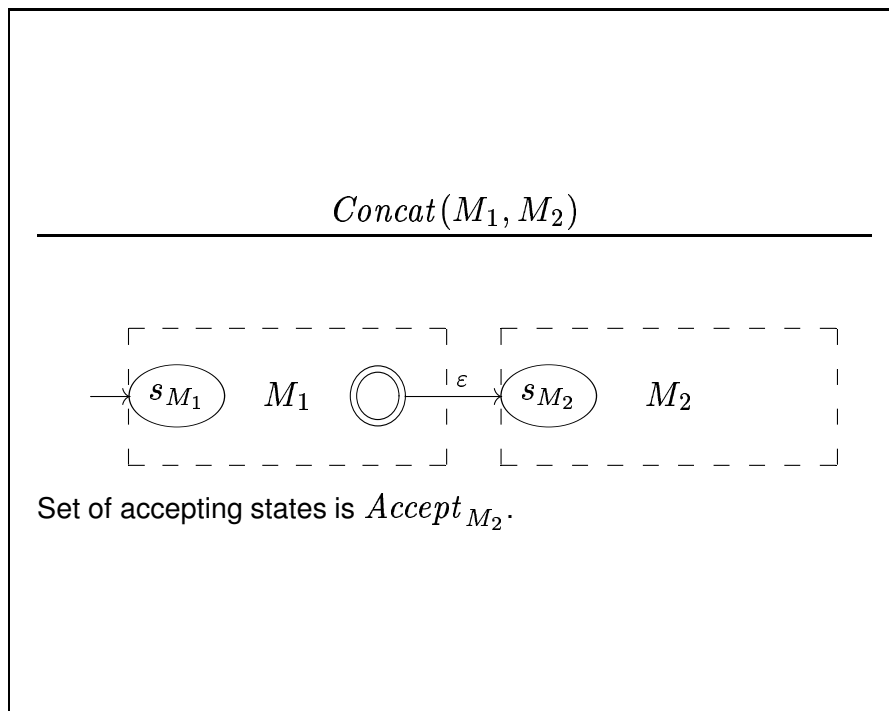 Concat(M₁, M₂)
s_{M₁} M₁ ε s_{M₂} M₂
Set of accepting states is Accept_{M₂}.